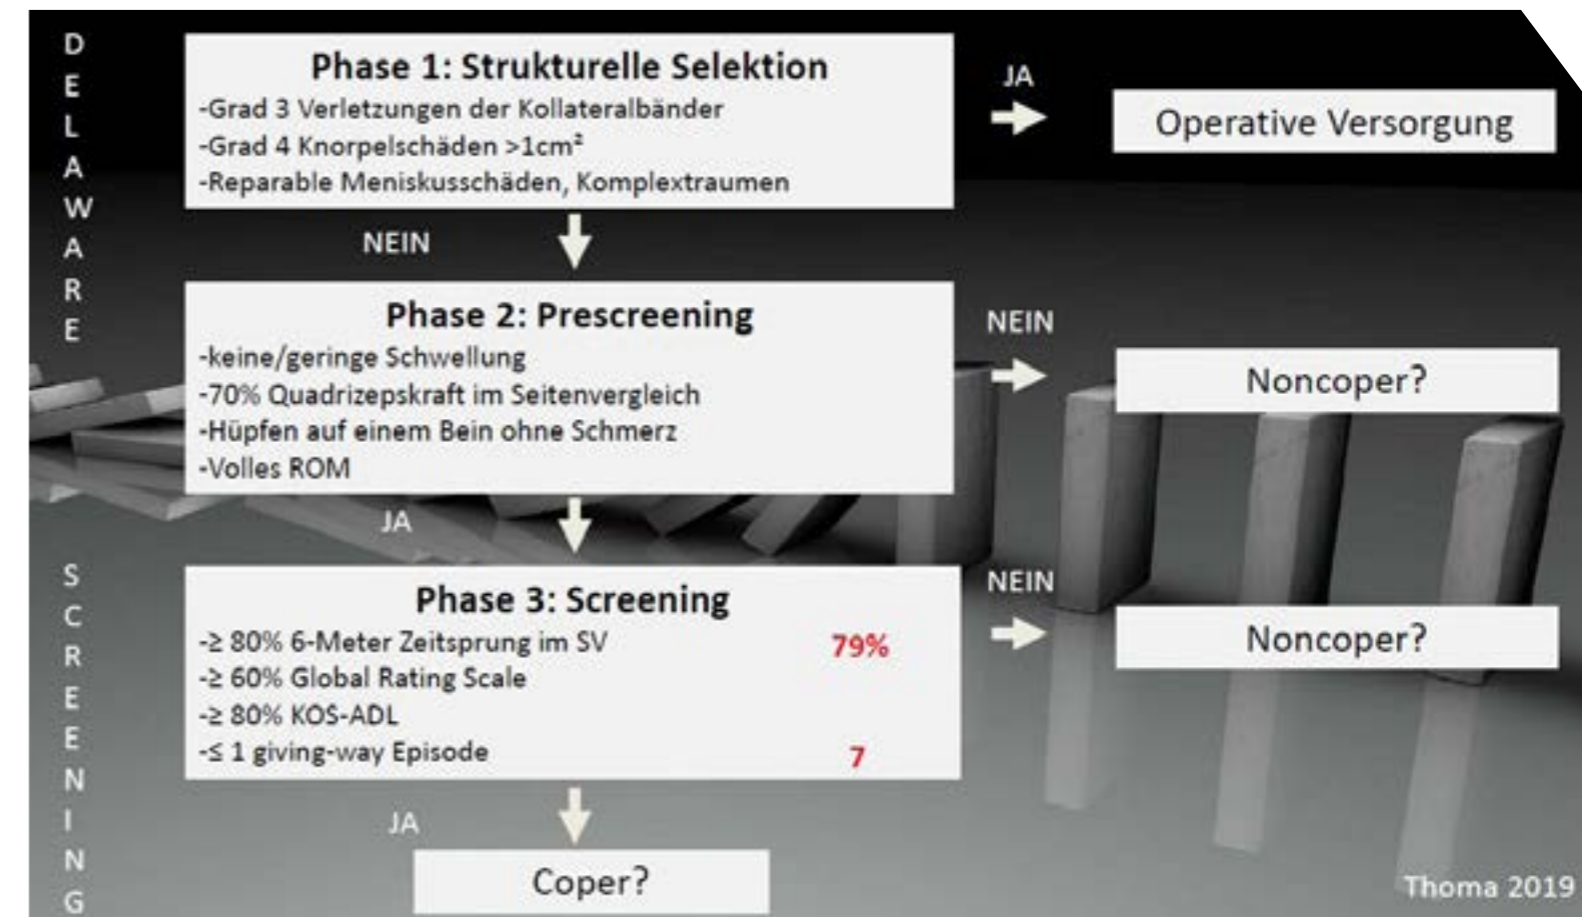 DELAWARE
SCREENING
Phase 1: Strukturelle Selektion
-Grad 3 Verletzungen der Kollateralbänder
-Grad 4 Knorpelschäden >1cm²
-Reparable Meniskusschäden, Komplextraumen
JA
Operative Versorgung
NEIN
Phase 2: Prescreening
-keine/geringe Schwellung
-70% Quadrizepskraft im Seitenvergleich
-Hüpfen auf einem Bein ohne Schmerz
-Volles ROM
NEIN
Noncoper?
JA
Phase 3: Screening
-≥ 80% 6-Meter Zeitsprung im SV 79%
-≥ 60% Global Rating Scale
-≥ 80% KOS-ADL
-≤ 1 giving-way Episode 7
NEIN
Noncoper?
JA
Coper?
Thoma 2019